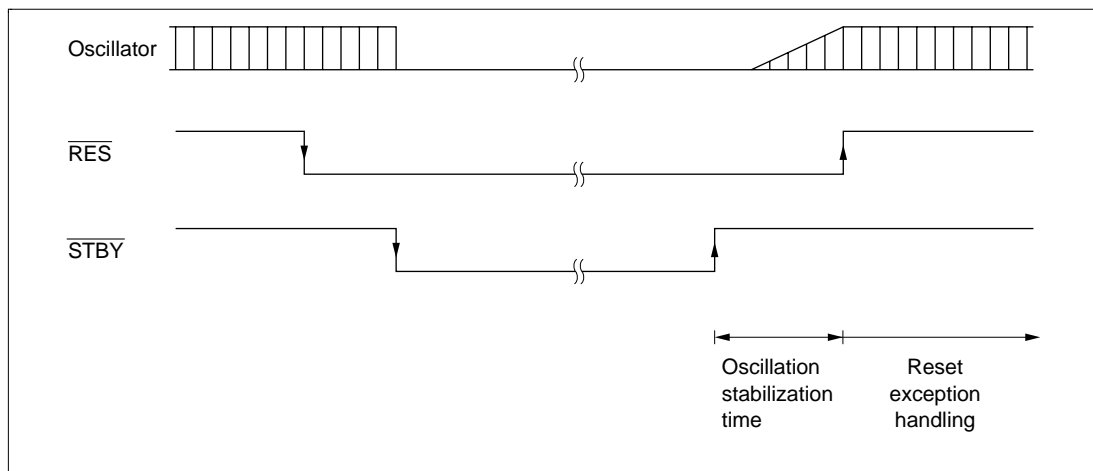 Oscillator
RES
STBY
Oscillation
stabilization
time
Reset
exception
handling